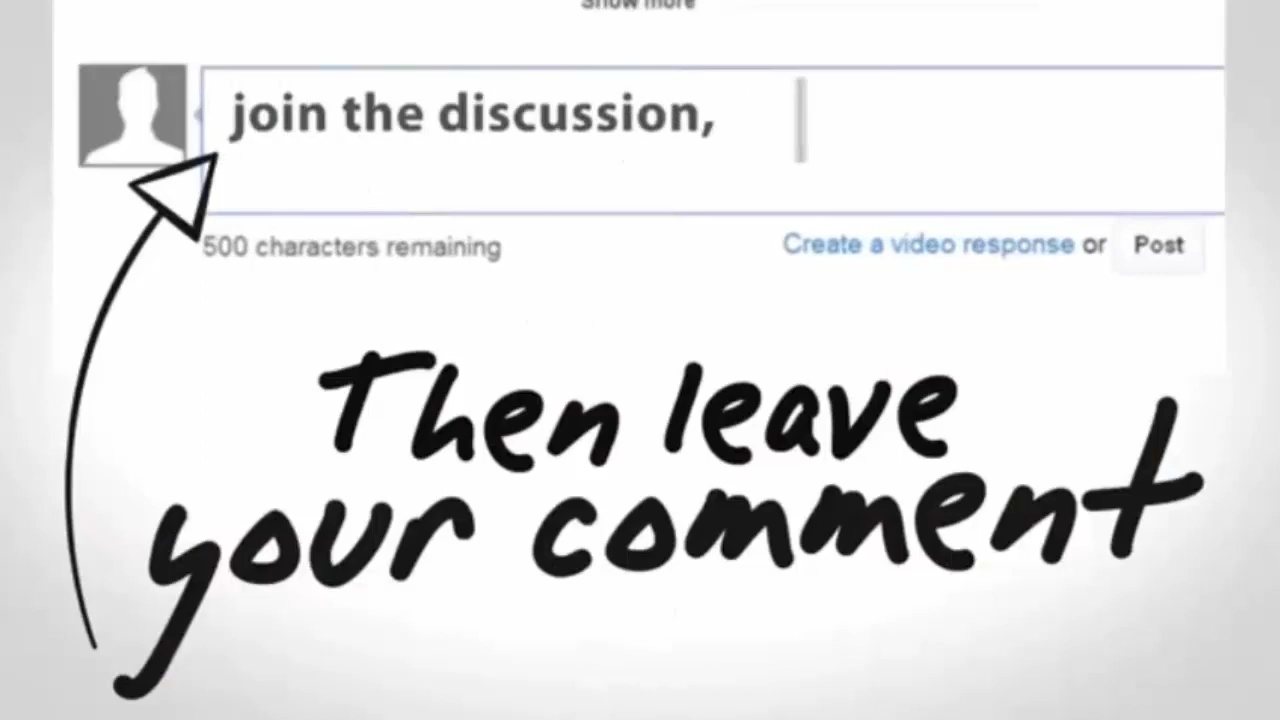 Show more
join the discussion,
500 characters remaining
Create a video response or Post
Then leave
your comment